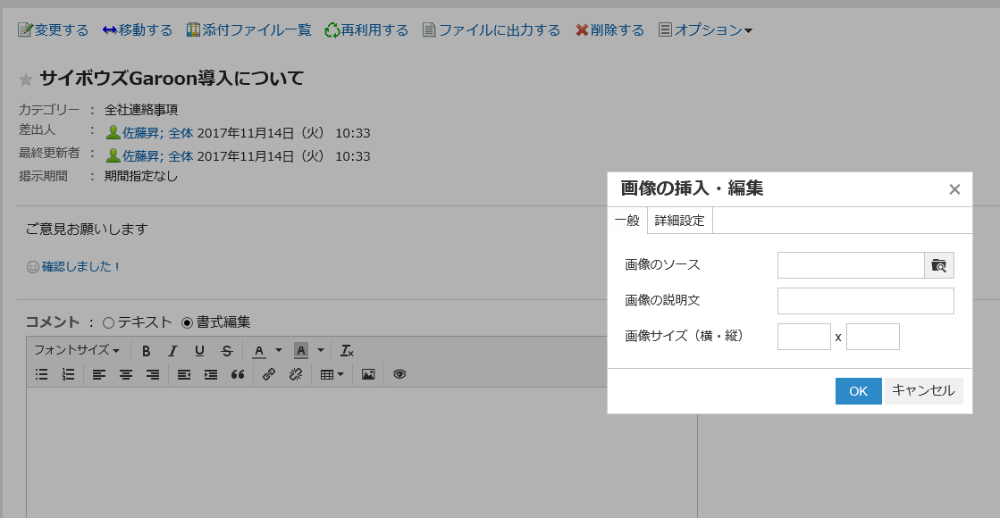 変更する 移動する 添付ファイル一覧 再利用する ファイルに出力する 削除する オプション
サイボウズGaroon導入について
カテゴリー : 全社連絡事項
差出人 : 佐藤昇; 全体 2017年11月14日（火） 10:33
最終更新者 : 佐藤昇; 全体 2017年11月14日（火） 10:33
掲示期間 : 期間指定なし
ご意見お願いします
確認しました！
コメント : テキスト 書式編集
フォントサイズ B I U S A A Tx
画像の挿入・編集 ×
一般 詳細設定
画像のソース
画像の説明文
画像サイズ（横・縦） x
OK キャンセル